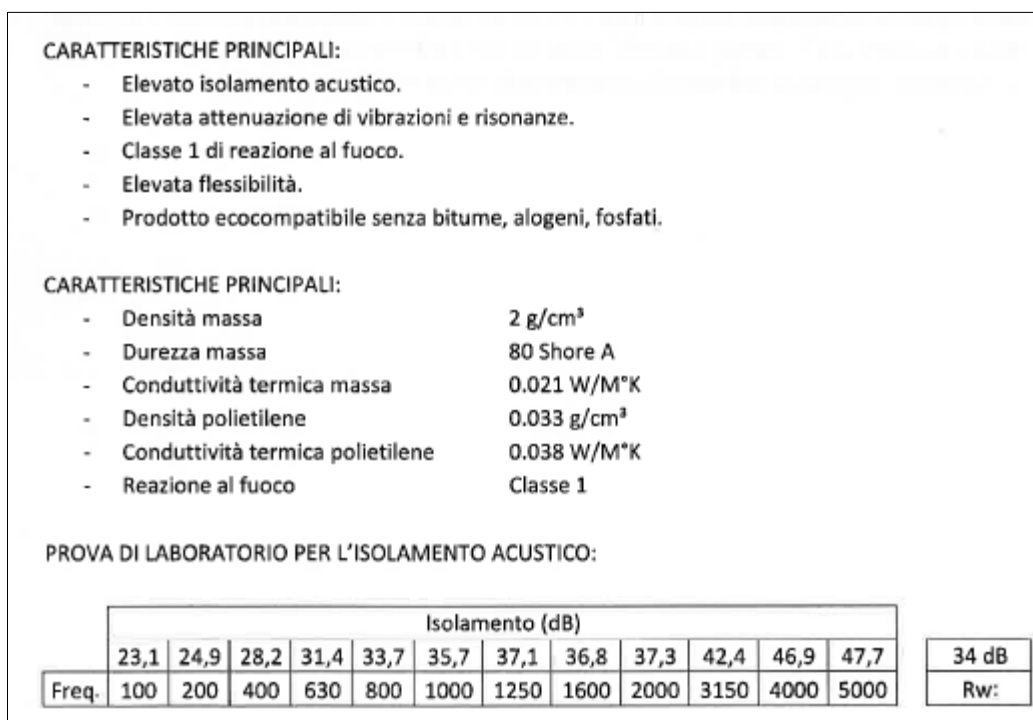 CARATTERISTICHE PRINCIPALI:
- Elevato isolamento acustico.
- Elevata attenuazione di vibrazioni e risonanze.
- Classe 1 di reazione al fuoco.
- Elevata flessibilità.
- Prodotto ecocompatibile senza bitume, alogeni, fosfati.
CARATTERISTICHE PRINCIPALI:
- Densità massa 2 g/cm³
- Durezza massa 80 Shore A
- Conduttività termica massa 0.021 W/M°K
- Densità polietilene 0.033 g/cm³
- Conduttività termica polietilene 0.038 W/M°K
- Reazione al fuoco Classe 1
PROVA DI LABORATORIO PER L'ISOLAMENTO ACUSTICO:
Isolamento (dB)
23,1 24,9 28,2 31,4 33,7 35,7 37,1 36,8 37,3 42,4 46,9 47,7 34 dB
Freq. 100 200 400 630 800 1000 1250 1600 2000 3150 4000 5000 Rw: